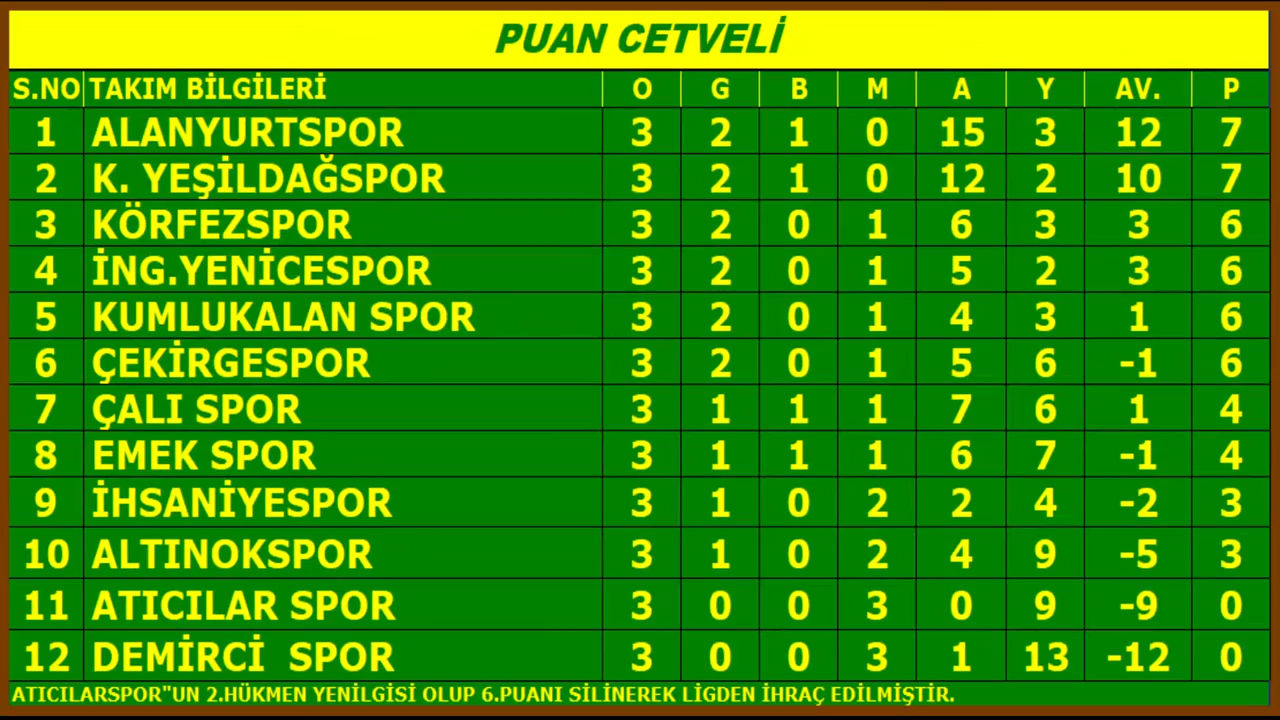 PUAN CETVELİ
S.NO TAKIM BİLGİLERİ O G B M A Y AV. P
1 ALANYURTSPOR 3 2 1 0 15 3 12 7
2 K. YEŞİLDAĞSPOR 3 2 1 0 12 2 10 7
3 KÖRFEZSPOR 3 2 0 1 6 3 3 6
4 İNG.YENİCESPOR 3 2 0 1 5 2 3 6
5 KUMLUKALAN SPOR 3 2 0 1 4 3 1 6
6 ÇEKİRGESPOR 3 2 0 1 5 6 -1 6
7 ÇALI SPOR 3 1 1 1 7 6 1 4
8 EMEK SPOR 3 1 1 1 6 7 -1 4
9 İHSANİYESPOR 3 1 0 2 2 4 -2 3
10 ALTINOKSPOR 3 1 0 2 4 9 -5 3
11 ATICILAR SPOR 3 0 0 3 0 9 -9 0
12 DEMİRCİ  SPOR 3 0 0 3 1 13 -12 0
ATICILARSPOR"UN 2.HÜKMEN YENİLGİSİ OLUP 6.PUANI SİLİNEREK LİGDEN İHRAÇ EDİLMİŞTİR.